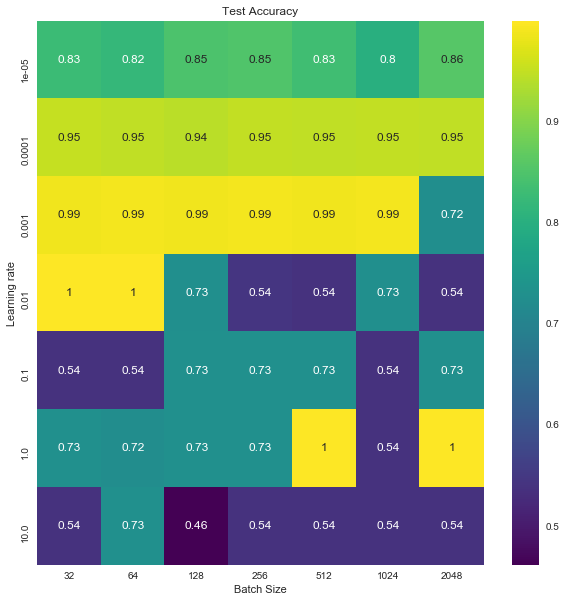 Test Accuracy
1e-05 0.83 0.82 0.85 0.85 0.83 0.8 0.86
0.0001 0.95 0.95 0.94 0.95 0.95 0.95 0.95
0.001 0.99 0.99 0.99 0.99 0.99 0.99 0.72
0.01 1 1 0.73 0.54 0.54 0.73 0.54
0.1 0.54 0.54 0.73 0.73 0.73 0.54 0.73
1.0 0.73 0.72 0.73 0.73 1 0.54 1
10.0 0.54 0.73 0.46 0.54 0.54 0.54 0.54
32 64 128 256 512 1024 2048
Learning rate
Batch Size
0.9
0.8
0.7
0.6
0.5